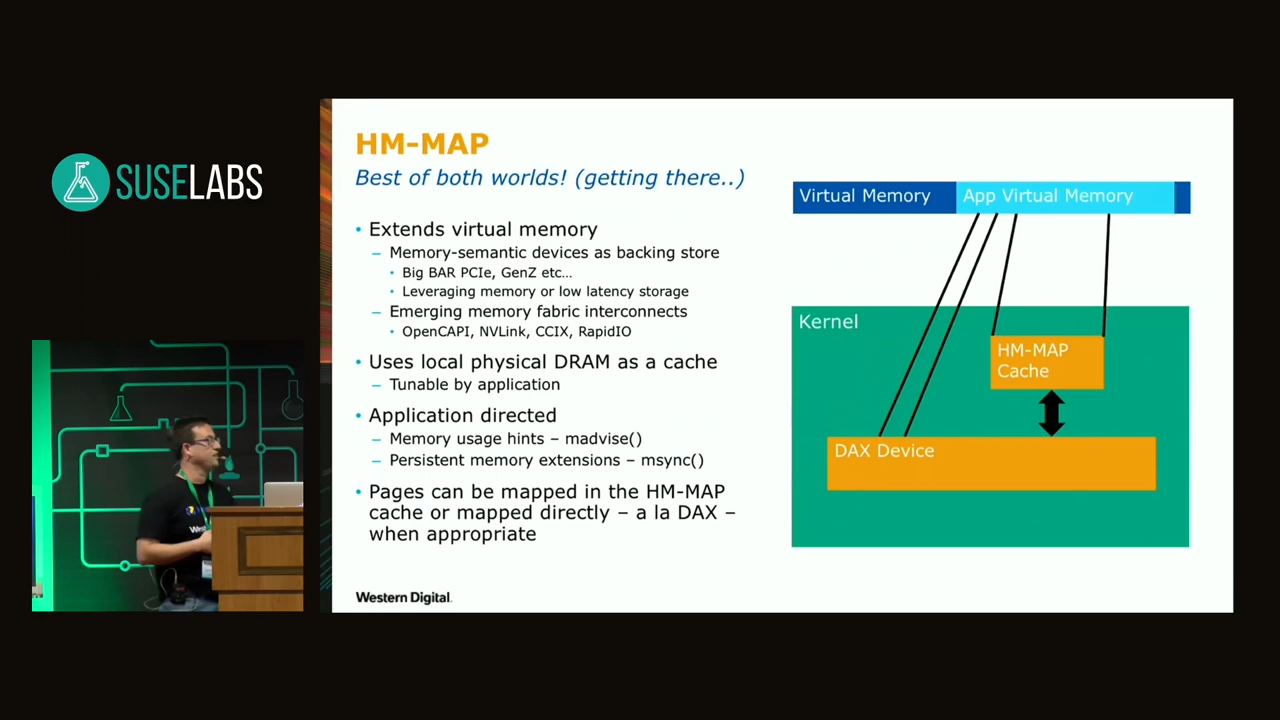 SUSELABS
HM-MAP
Best of both worlds! (getting there..)
• Extends virtual memory
– Memory-semantic devices as backing store
• Big BAR PCIe, GenZ etc…
• Leveraging memory or low latency storage
– Emerging memory fabric interconnects
• OpenCAPI, NVLink, CCIX, RapidIO
• Uses local physical DRAM as a cache
– Tunable by application
• Application directed
– Memory usage hints – madvise()
– Persistent memory extensions – msync()
• Pages can be mapped in the HM-MAP
cache or mapped directly – a la DAX –
when appropriate
Western Digital.
Virtual Memory
App Virtual Memory
Kernel
HM-MAP
Cache
DAX Device